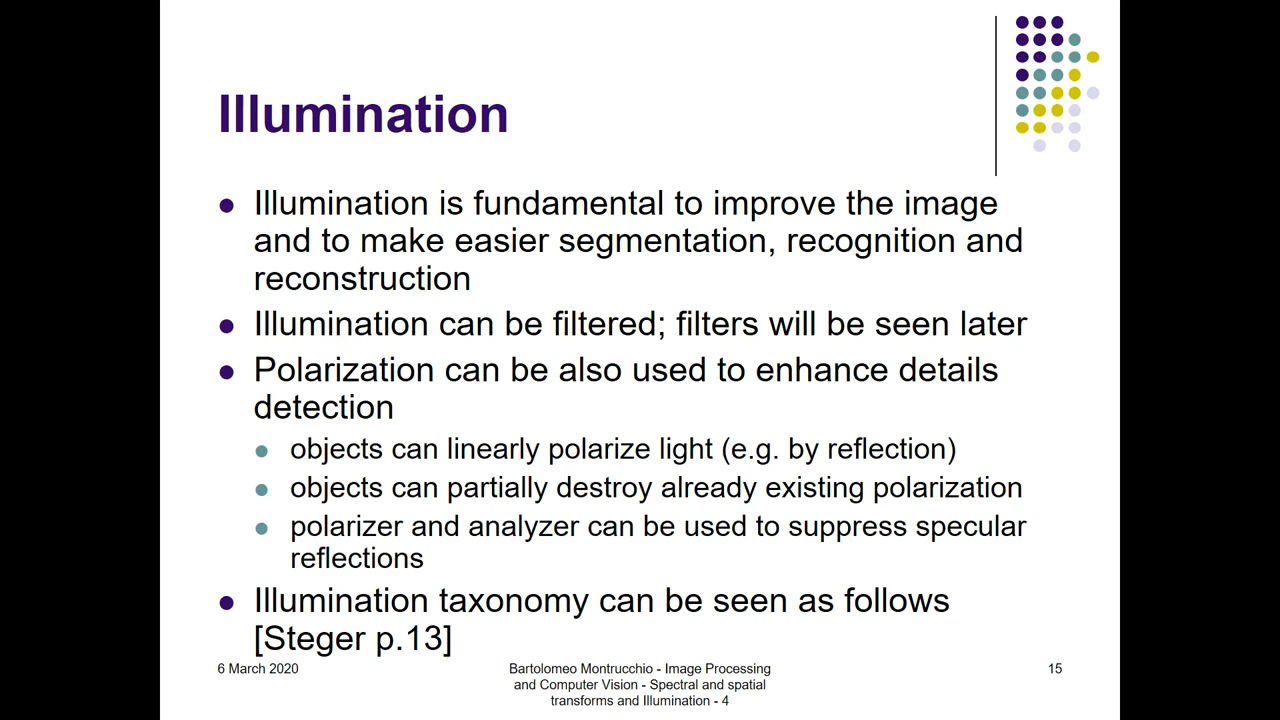 Illumination
Illumination is fundamental to improve the image
and to make easier segmentation, recognition and
reconstruction
Illumination can be filtered; filters will be seen later
Polarization can be also used to enhance details
detection
objects can linearly polarize light (e.g. by reflection)
objects can partially destroy already existing polarization
polarizer and analyzer can be used to suppress specular
reflections
Illumination taxonomy can be seen as follows
[Steger p.13]
6 March 2020
Bartolomeo Montrucchio - Image Processing
and Computer Vision - Spectral and spatial
transforms and Illumination - 4
15